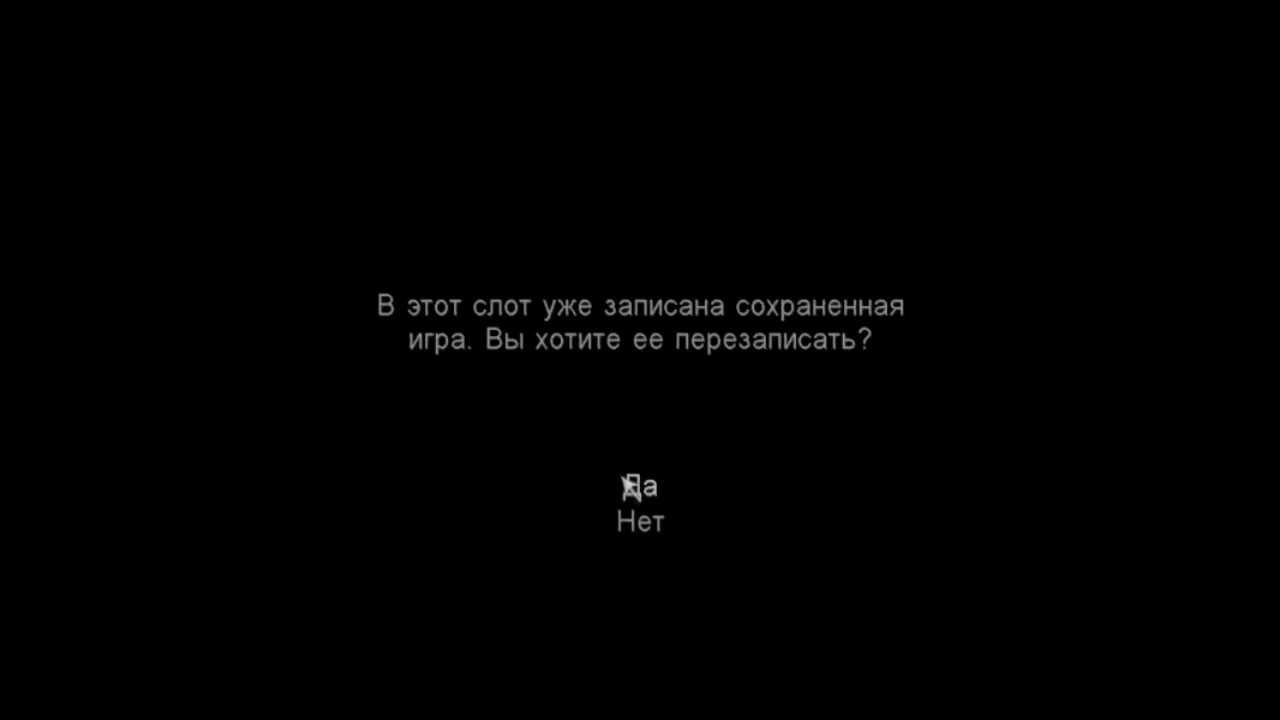 В этот слот уже записана сохраненная
игра. Вы хотите ее перезаписать?
Да
Нет